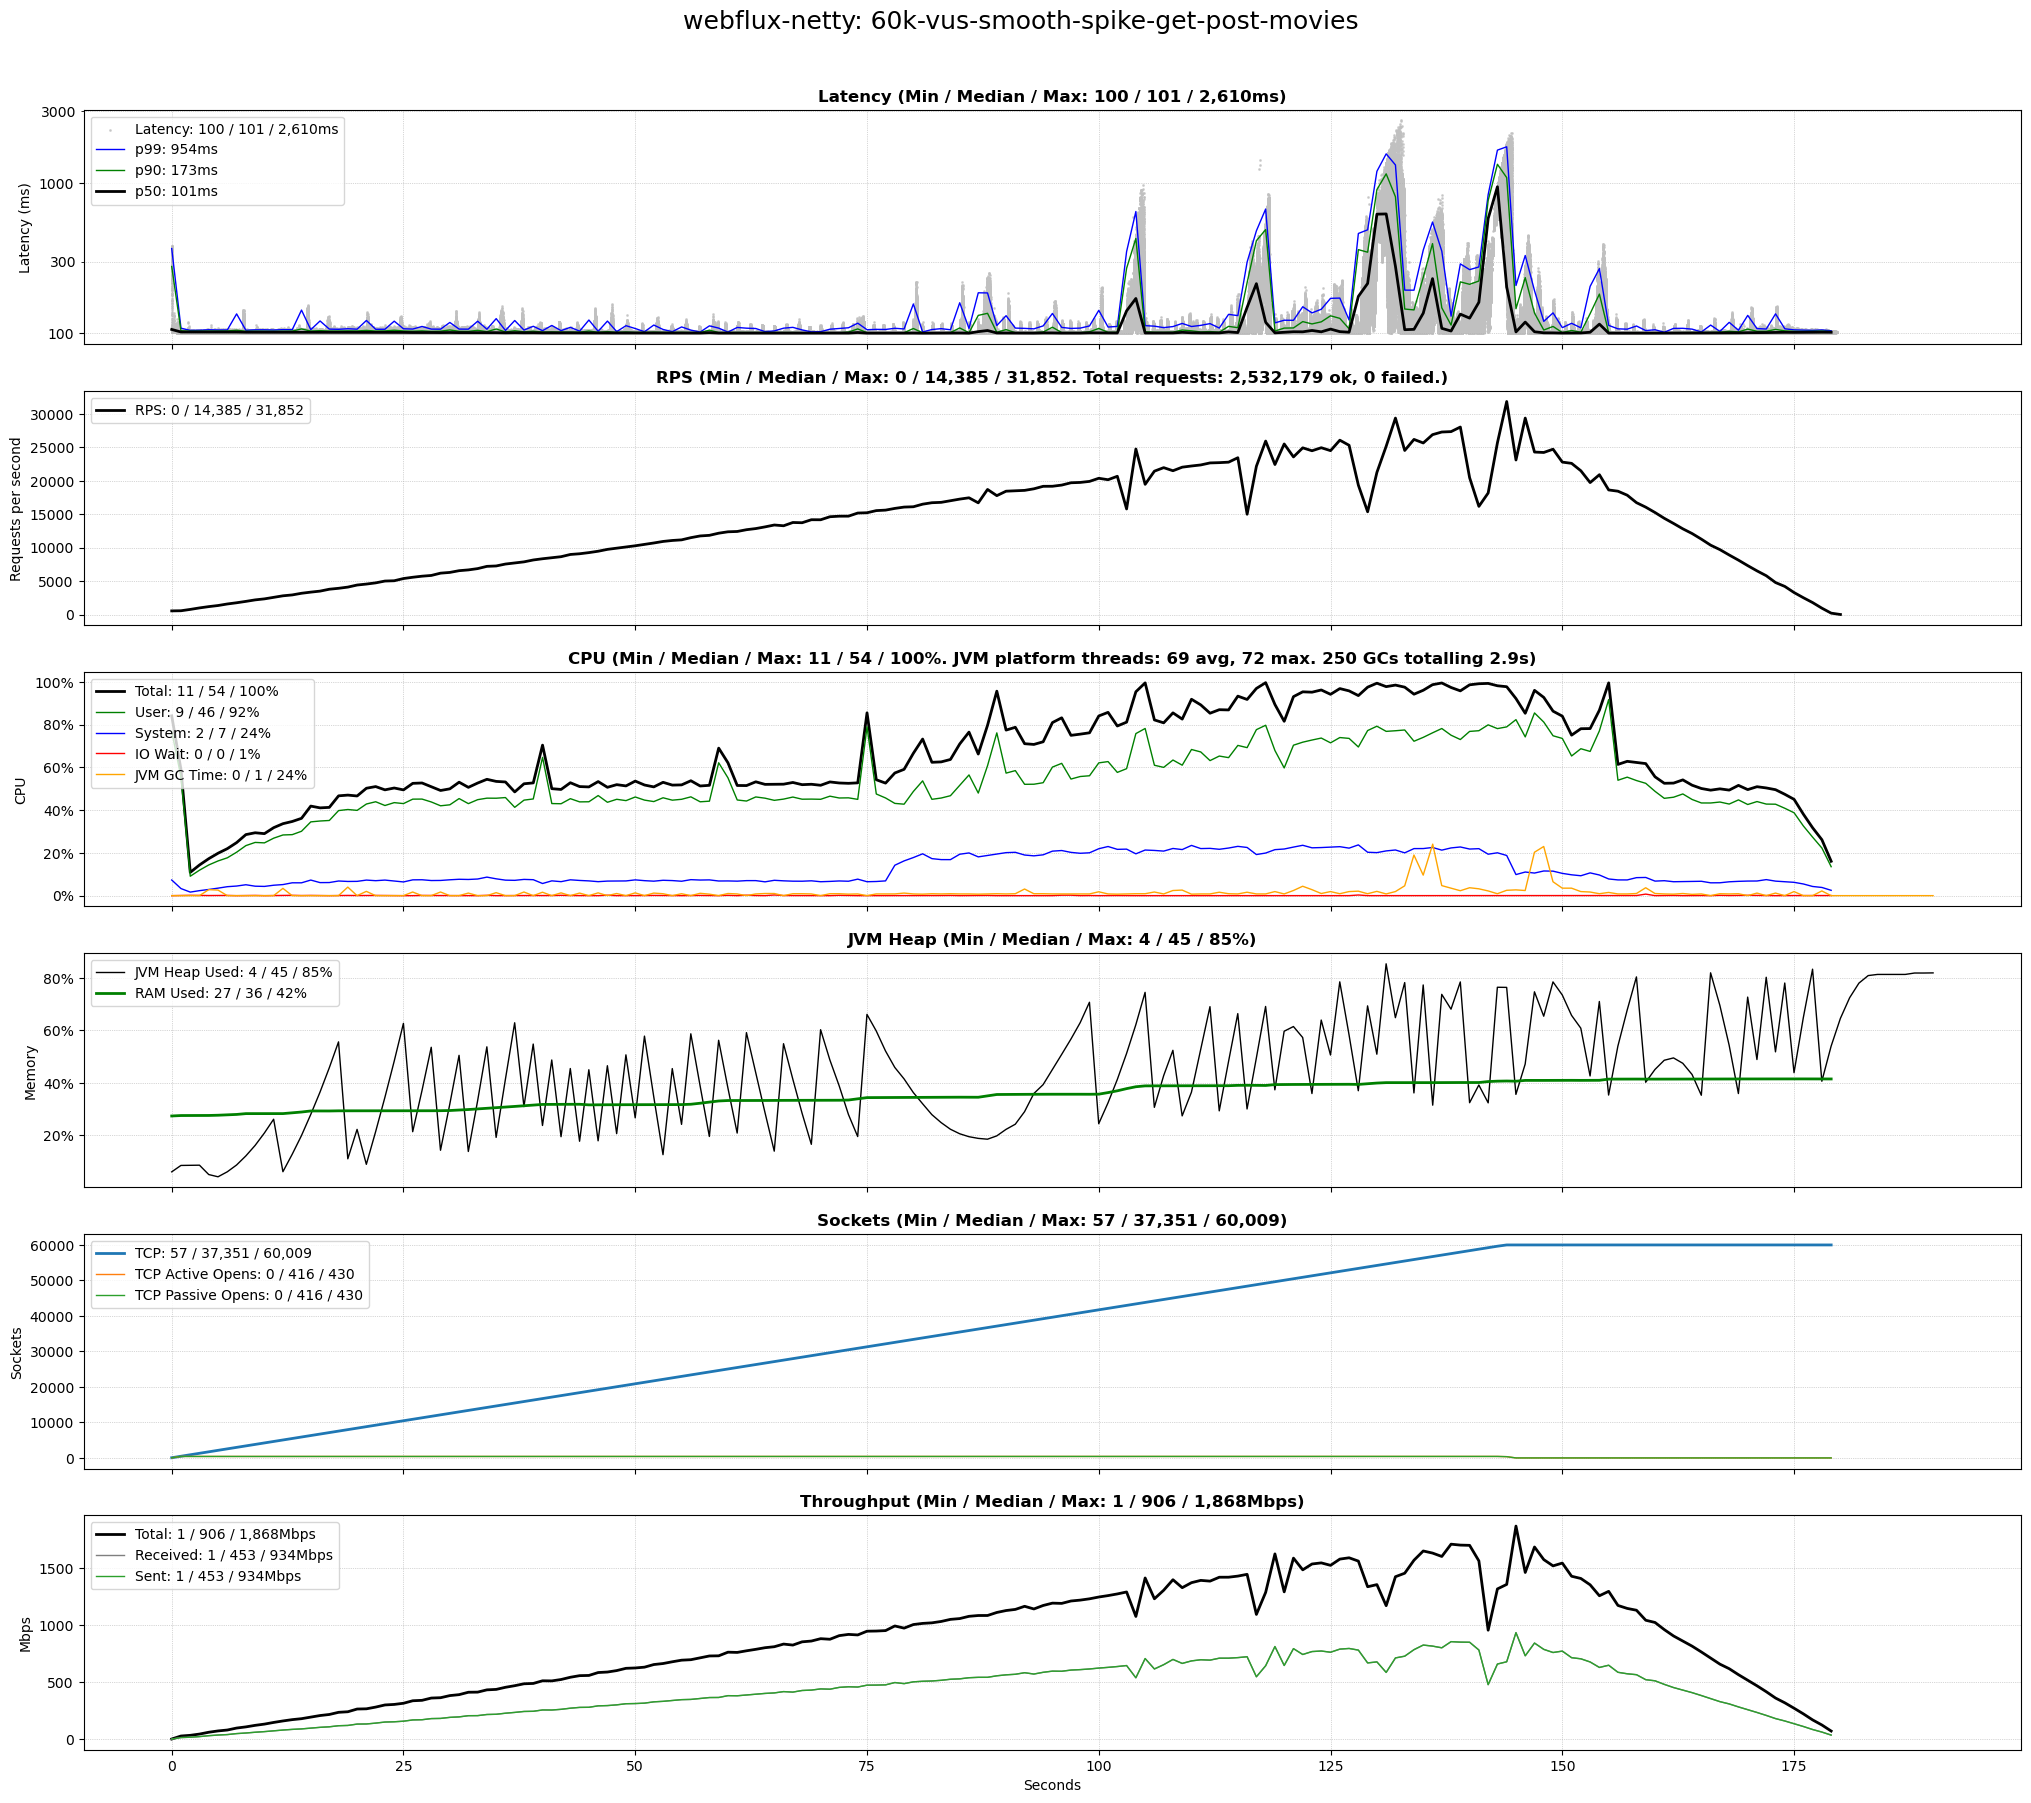 webflux-netty: 60k-vus-smooth-spike-get-post-movies
Latency (Min / Median / Max: 100 / 101 / 2,610ms)
Latency (ms)
3000
1000
300
100
Latency: 100 / 101 / 2,610ms
p99: 954ms
p90: 173ms
p50: 101ms
RPS (Min / Median / Max: 0 / 14,385 / 31,852. Total requests: 2,532,179 ok, 0 failed.)
Requests per second
30000
25000
20000
15000
10000
5000
0
RPS: 0 / 14,385 / 31,852
CPU (Min / Median / Max: 11 / 54 / 100%. JVM platform threads: 69 avg, 72 max. 250 GCs totalling 2.9s)
CPU
100%
80%
60%
40%
20%
0%
Total: 11 / 54 / 100%
User: 9 / 46 / 92%
System: 2 / 7 / 24%
IO Wait: 0 / 0 / 1%
JVM GC Time: 0 / 1 / 24%
JVM Heap (Min / Median / Max: 4 / 45 / 85%)
Memory
80%
60%
40%
20%
JVM Heap Used: 4 / 45 / 85%
RAM Used: 27 / 36 / 42%
Sockets (Min / Median / Max: 57 / 37,351 / 60,009)
Sockets
60000
50000
40000
30000
20000
10000
0
TCP: 57 / 37,351 / 60,009
TCP Active Opens: 0 / 416 / 430
TCP Passive Opens: 0 / 416 / 430
Throughput (Min / Median / Max: 1 / 906 / 1,868Mbps)
Mbps
1500
1000
500
0
Total: 1 / 906 / 1,868Mbps
Received: 1 / 453 / 934Mbps
Sent: 1 / 453 / 934Mbps
0 25 50 75 100 125 150 175
Seconds